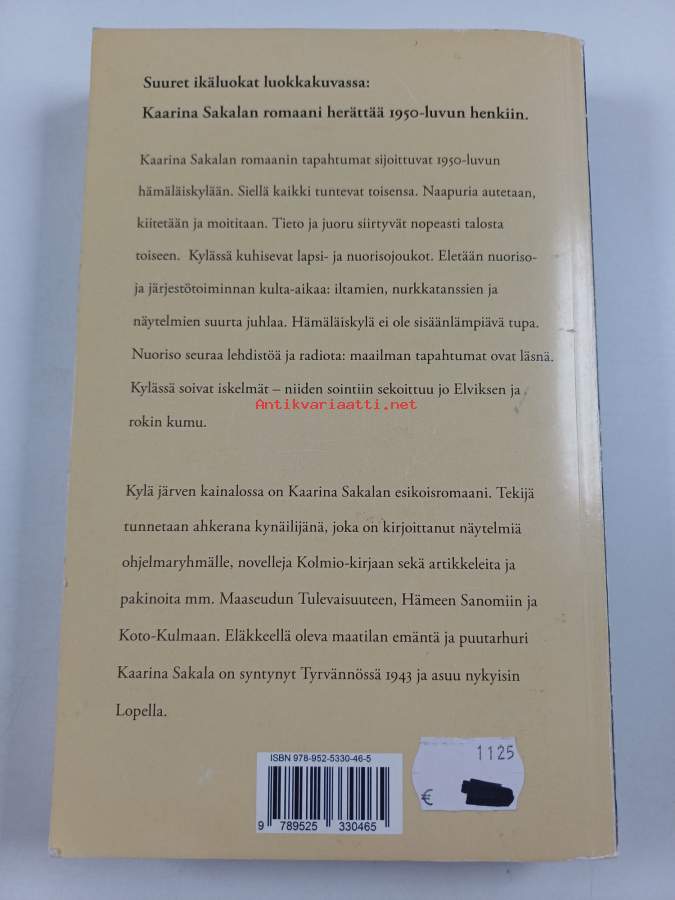 Suuret ikäluokat luokkakuvassa:
Kaarina Sakalan romaani herättää 1950-luvun henkiin.
Kaarina Sakalan romaanin tapahtumat sijoittuvat 1950-luvun
hämäläiskylään. Siellä kaikki tuntevat toisensa. Naapuria autetaan,
kiitetään ja moititaan. Tieto ja juoru siirtyvät nopeasti talosta
toiseen. Kylässä kuhisevat lapsi- ja nuorisojoukot. Eletään nuoriso-
ja järjestötoiminnan kulta-aikaa: iltamien, nurkkatanssien ja
näytelmien suurta juhlaa. Hämäläiskylä ei ole sisäänlämpiävä tupa.
Nuoriso seuraa lehdistöä ja radiota: maailman tapahtumat ovat läsnä.
Kylässä soivat iskelmät – niiden sointiin sekoittuu jo Elviksen ja
Antikvariaatti.net
rokin kumu.
Kylä järven kainalossa on Kaarina Sakalan esikoisromaani. Tekijä
tunnetaan ahkerana kynäilijänä, joka on kirjoittanut näytelmiä
ohjelmaryhmälle, novelleja Kolmio-kirjaan sekä artikkeleita ja
pakinoita mm. Maaseudun Tulevaisuuteen, Hämeen Sanomiin ja
Koto-Kulmaan. Eläkkeellä oleva maatilan emäntä ja puutarhuri
Kaarina Sakala on syntynyt Tyrvännössä 1943 ja asuu nykyisin
Lopella.
ISBN 978-952-5330-46-5
9 789525 330465
1125
€